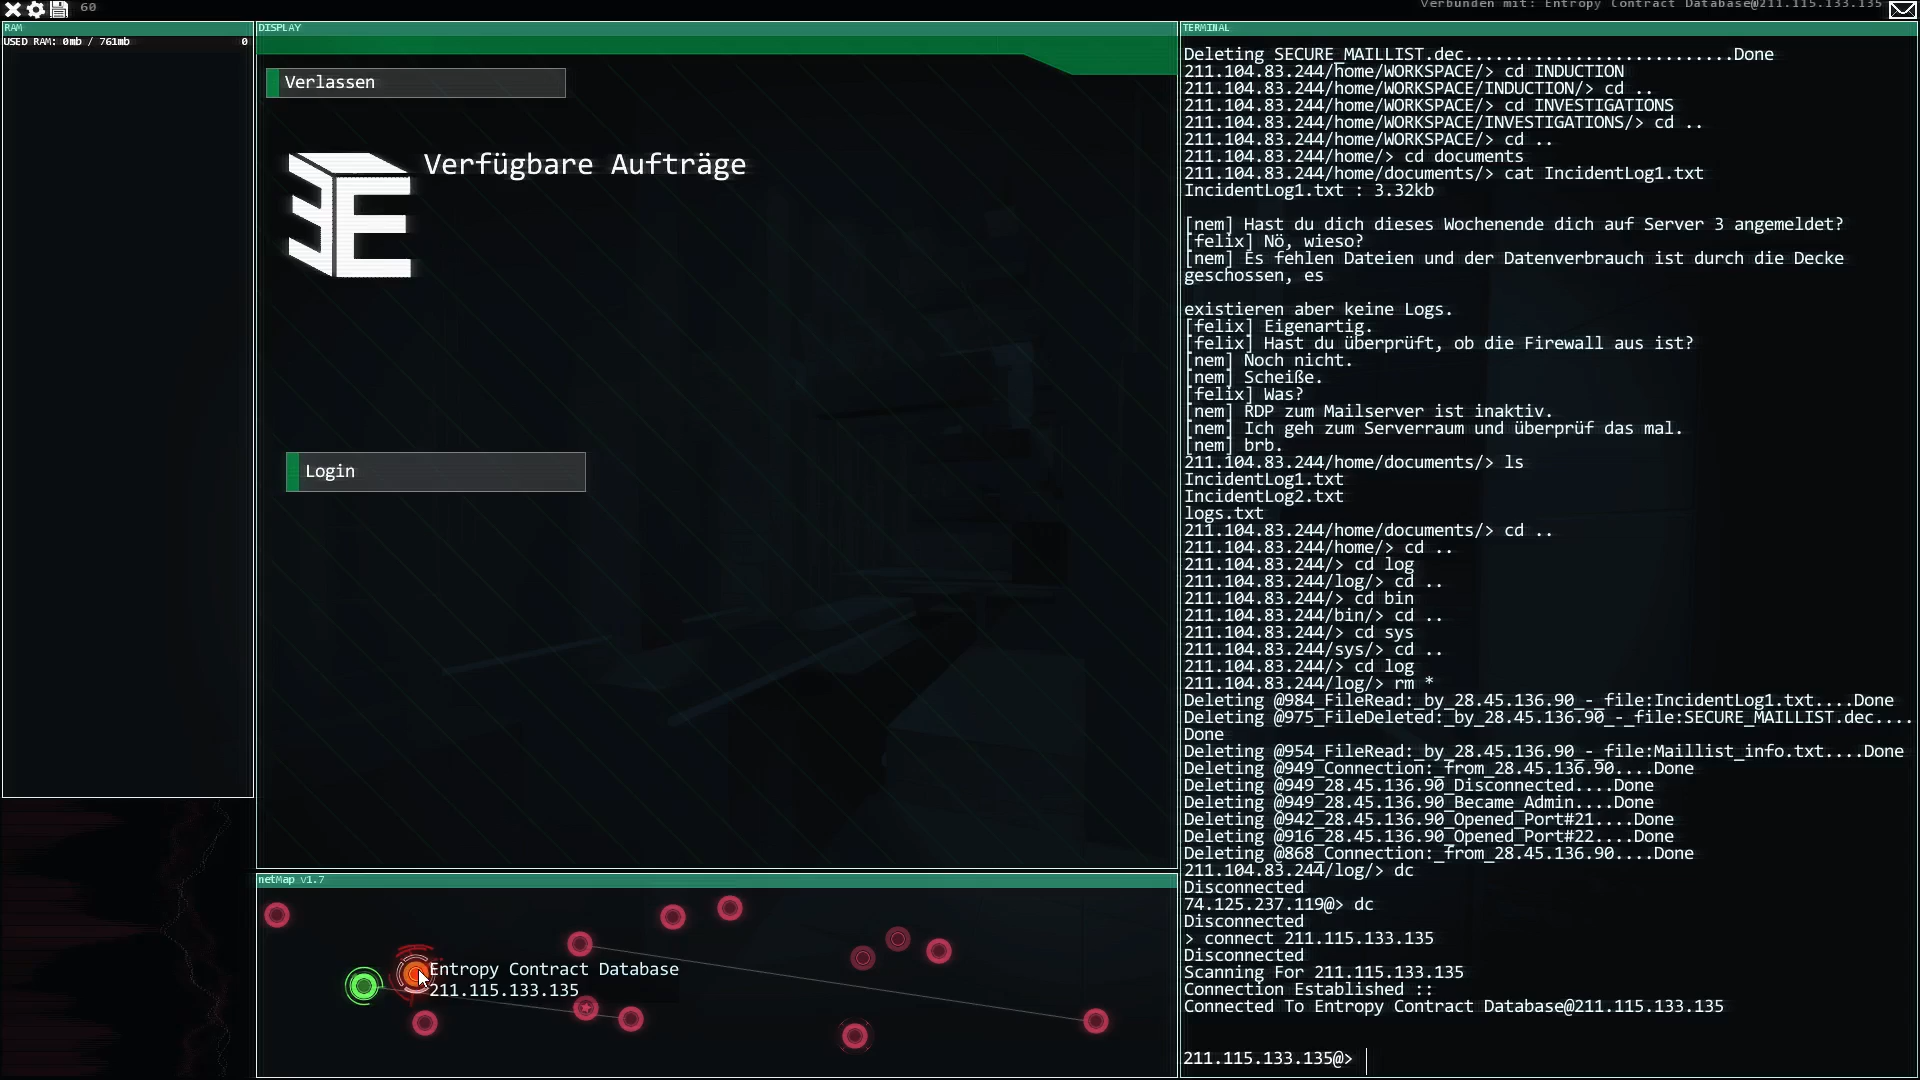 60
Verbunden mit: Entropy Contract Database@211.115.133.135
RAM
USED RAM: 0mb / 761mb 0
DISPLAY
Verlassen
Verfügbare Aufträge
Login
netMap v1.7
Entropy Contract Database
211.115.133.135
TERMINAL
Deleting SECURE_MAILLIST.dec...........................Done
211.104.83.244/home/WORKSPACE/> cd INDUCTION
211.104.83.244/home/WORKSPACE/INDUCTION/> cd ..
211.104.83.244/home/WORKSPACE/> cd INVESTIGATIONS
211.104.83.244/home/WORKSPACE/INVESTIGATIONS/> cd ..
211.104.83.244/home/WORKSPACE/> cd ..
211.104.83.244/home/> cd documents
211.104.83.244/home/documents/> cat IncidentLog1.txt
IncidentLog1.txt : 3.32kb
[nem] Hast du dich dieses Wochenende dich auf Server 3 angemeldet?
[felix] Nö, wieso?
[nem] Es fehlen Dateien und der Datenverbrauch ist durch die Decke
geschossen, es
existieren aber keine Logs.
[felix] Eigenartig.
[felix] Hast du überprüft, ob die Firewall aus ist?
[nem] Noch nicht.
[nem] Scheiße.
[felix] Was?
[nem] RDP zum Mailserver ist inaktiv.
[nem] Ich geh zum Serverraum und überprüf das mal.
[nem] brb.
211.104.83.244/home/documents/> ls
IncidentLog1.txt
IncidentLog2.txt
logs.txt
211.104.83.244/home/documents/> cd ..
211.104.83.244/home/> cd ..
211.104.83.244/> cd log
211.104.83.244/log/> cd ..
211.104.83.244/> cd bin
211.104.83.244/bin/> cd ..
211.104.83.244/> cd sys
211.104.83.244/sys/> cd ..
211.104.83.244/> cd log
211.104.83.244/log/> rm *
Deleting @984_FileRead:_by_28.45.136.90_-_file:IncidentLog1.txt....Done
Deleting @975_FileDeleted:_by_28.45.136.90_-_file:SECURE_MAILLIST.dec....
Done
Deleting @954_FileRead:_by_28.45.136.90_-_file:Maillist_info.txt....Done
Deleting @949_Connection:_from_28.45.136.90....Done
Deleting @949_28.45.136.90_Disconnected....Done
Deleting @949_28.45.136.90_Became_Admin....Done
Deleting @942_28.45.136.90_Opened_Port#21....Done
Deleting @916_28.45.136.90_Opened_Port#22....Done
Deleting @868_Connection:_from_28.45.136.90....Done
211.104.83.244/log/> dc
Disconnected
74.125.237.119@> dc
Disconnected
> connect 211.115.133.135
Disconnected
Scanning For 211.115.133.135
Connection Established ::
Connected To Entropy Contract Database@211.115.133.135
211.115.133.135@>